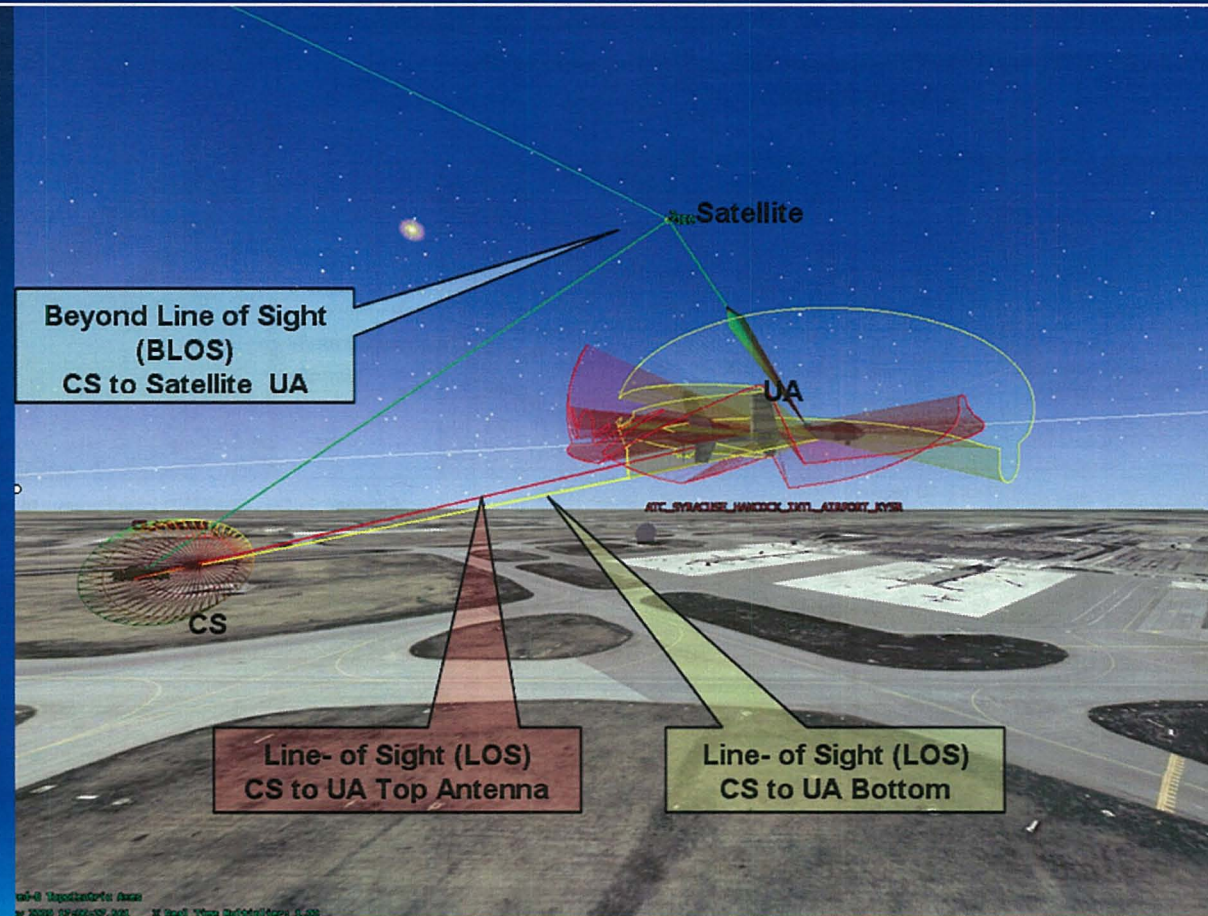 Satellite
Beyond Line of Sight
(BLOS)
CS to Satellite UA
UA
ATC_SYRACUSE_HANCOCK_INTL_AIRPORT_KYSR
CS
Line- of Sight (LOS)
CS to UA Top Antenna
Line- of Sight (LOS)
CS to UA Bottom